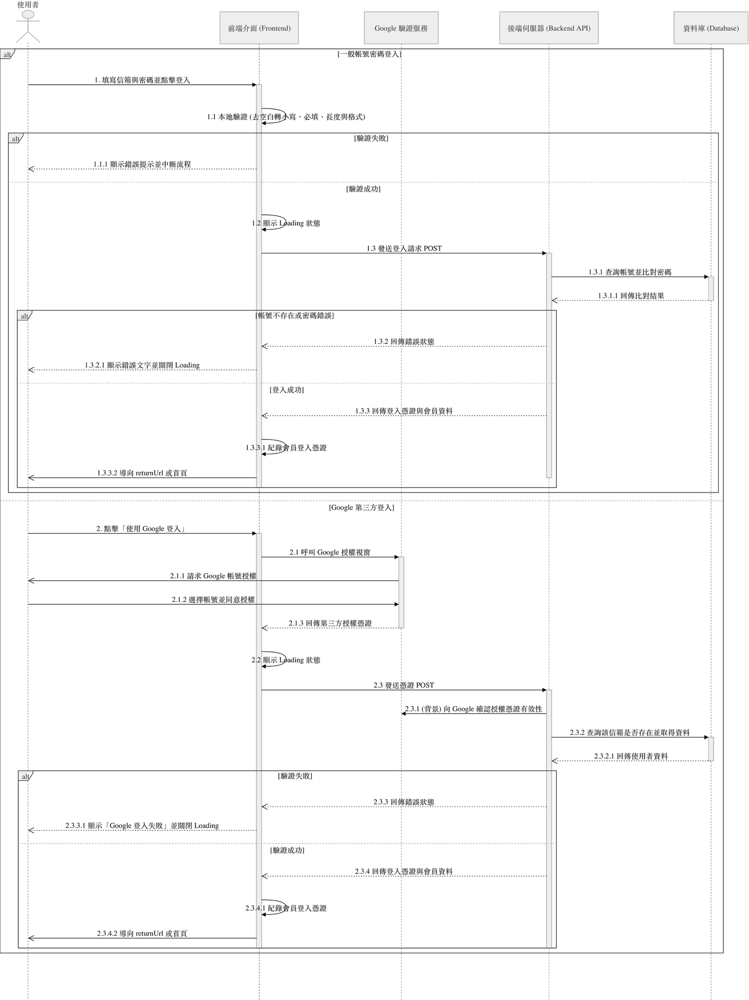 使用者
前端介面 (Frontend)
Google 驗證服務
後端伺服器 (Backend API)
資料庫 (Database)
alt
[一般帳號密碼登入]
1. 填寫信箱與密碼並點擊登入
1.1 本地驗證 (去空白轉小寫、必填、長度與格式)
alt
[驗證失敗]
1.1.1 顯示錯誤提示並中斷流程
[驗證成功]
1.2 顯示 Loading 狀態
1.3 發送登入請求 POST
1.3.1 查詢帳號並比對密碼
1.3.1.1 回傳比對結果
alt
[帳號不存在或密碼錯誤]
1.3.2 回傳錯誤狀態
1.3.2.1 顯示錯誤文字並關閉 Loading
[登入成功]
1.3.3 回傳登入憑證與會員資料
1.3.3.1 紀錄會員登入憑證
1.3.3.2 導向 returnUrl 或首頁
[Google 第三方登入]
2. 點擊「使用 Google 登入」
2.1 呼叫 Google 授權視窗
2.1.1 請求 Google 帳號授權
2.1.2 選擇帳號並同意授權
2.1.3 回傳第三方授權憑證
2.2 顯示 Loading 狀態
2.3 發送憑證 POST
2.3.1 (背景) 向 Google 確認授權憑證有效性
2.3.2 查詢該信箱是否存在並取得資料
2.3.2.1 回傳使用者資料
alt
[驗證失敗]
2.3.3 回傳錯誤狀態
2.3.3.1 顯示「Google 登入失敗」並關閉 Loading
[驗證成功]
2.3.4 回傳登入憑證與會員資料
2.3.4.1 紀錄會員登入憑證
2.3.4.2 導向 returnUrl 或首頁